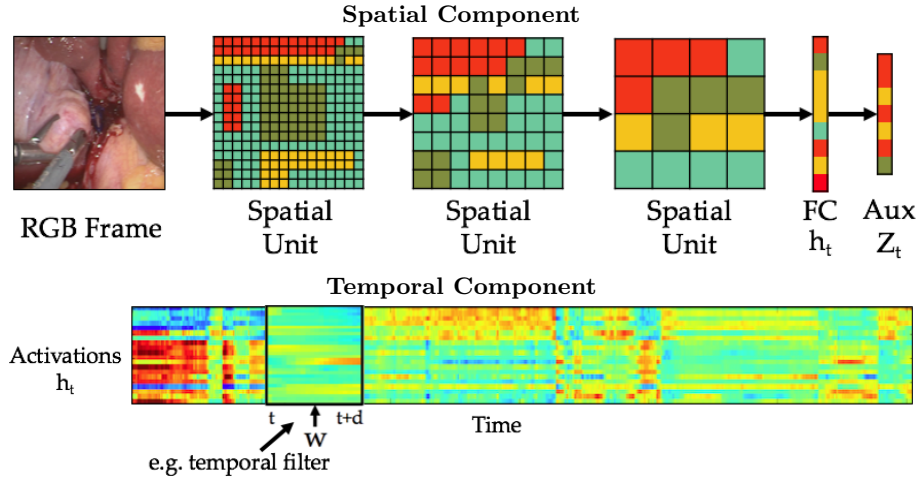 Spatial Component
RGB Frame
Spatial
Unit
Spatial
Unit
Spatial
Unit
FC
h_t
Aux
Z_t
Temporal Component
Activations
h_t
t
t+d
W
Time
e.g. temporal filter